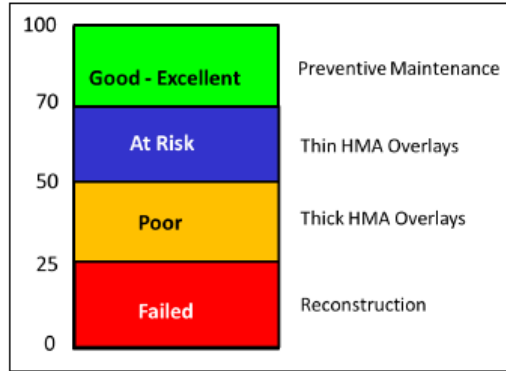 100
Good - Excellent
Preventive Maintenance
70
At Risk
Thin HMA Overlays
50
Poor
Thick HMA Overlays
25
Failed
Reconstruction
0